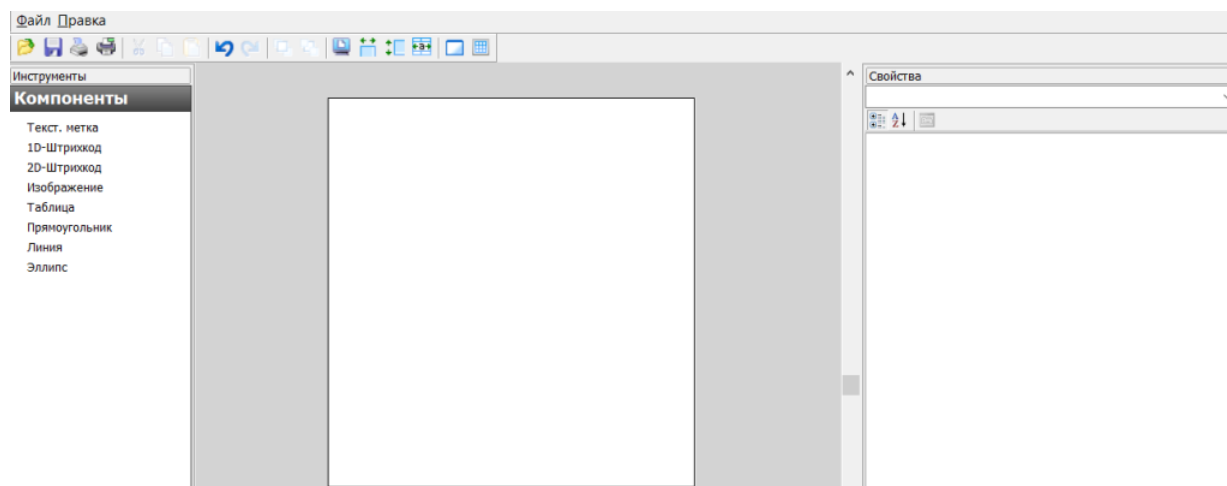 Файл Правка
Инструменты
Компоненты
Текст. метка
1D-Штрихкод
2D-Штрихкод
Изображение
Таблица
Прямоугольник
Линия
Эллипс
Свойства